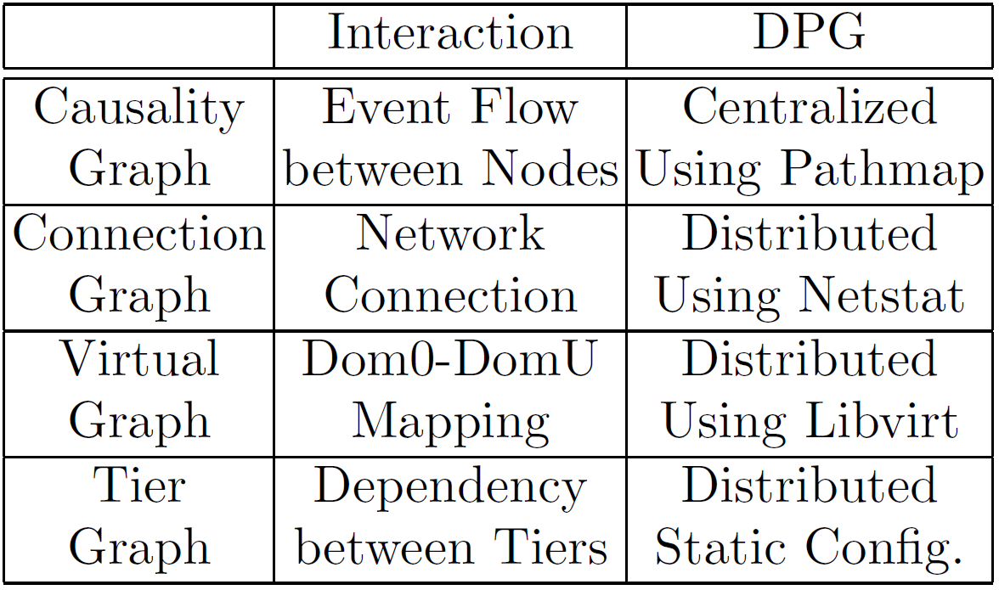 Interaction DPG
Causality Event Flow Centralized
Graph between Nodes Using Pathmap
Connection Network Distributed
Graph Connection Using Netstat
Virtual Dom0-DomU Distributed
Graph Mapping Using Libvirt
Tier Dependency Distributed
Graph between Tiers Static Config.